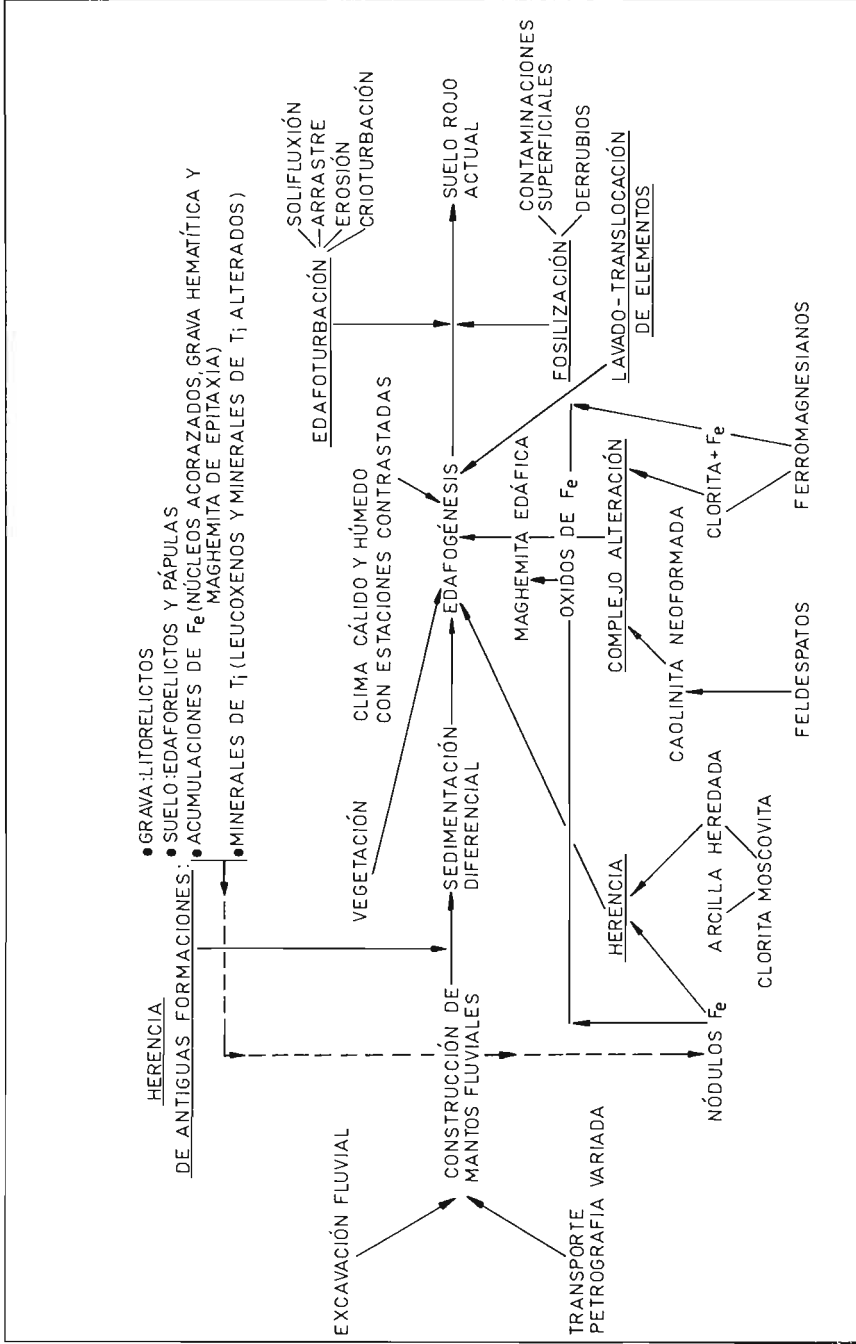 HERENCIA
DE ANTIGUAS FORMACIONES:
● GRAVA:LITORELICTOS
● SUELO:EDAFORELICTOS Y PÁPULAS
● ACUMULACIONES DE Fe (NÚCLEOS ACORAZADOS, GRAVA HEMATÍTICA Y
MAGHEMITA DE EPITAXIA)
● MINERALES DE Ti (LEUCOXENOS Y MINERALES DE Ti ALTERADOS)
EXCAVACIÓN FLUVIAL
VEGETACIÓN
CLIMA CÁLIDO Y HÚMEDO
CON ESTACIONES CONTRASTADAS
EDAFOTURBACIÓN
SOLIFLUXIÓN
ARRASTRE
EROSIÓN
CRIOTURBACIÓN
CONSTRUCCIÓN DE
MANTOS FLUVIALES
SEDIMENTACIÓN
DIFERENCIAL
EDAFOGÉNESIS
SUELO ROJO
ACTUAL
TRANSPORTE
PETROGRAFIA VARIADA
MAGHEMITA EDÁFICA
OXIDOS DE Fe
FOSILIZACIÓN
CONTAMINACIONES
SUPERFICIALES
DERRUBIOS
HERENCIA
COMPLEJO ALTERACIÓN
LAVADO-TRANSLOCACIÓN
DE ELEMENTOS
NÓDULOS Fe
ARCILLA HEREDADA
CLORITA MOSCOVITA
CAOLINITA NEOFORMADA
CLORITA+Fe
FELDESPATOS
FERROMAGNESIANOS